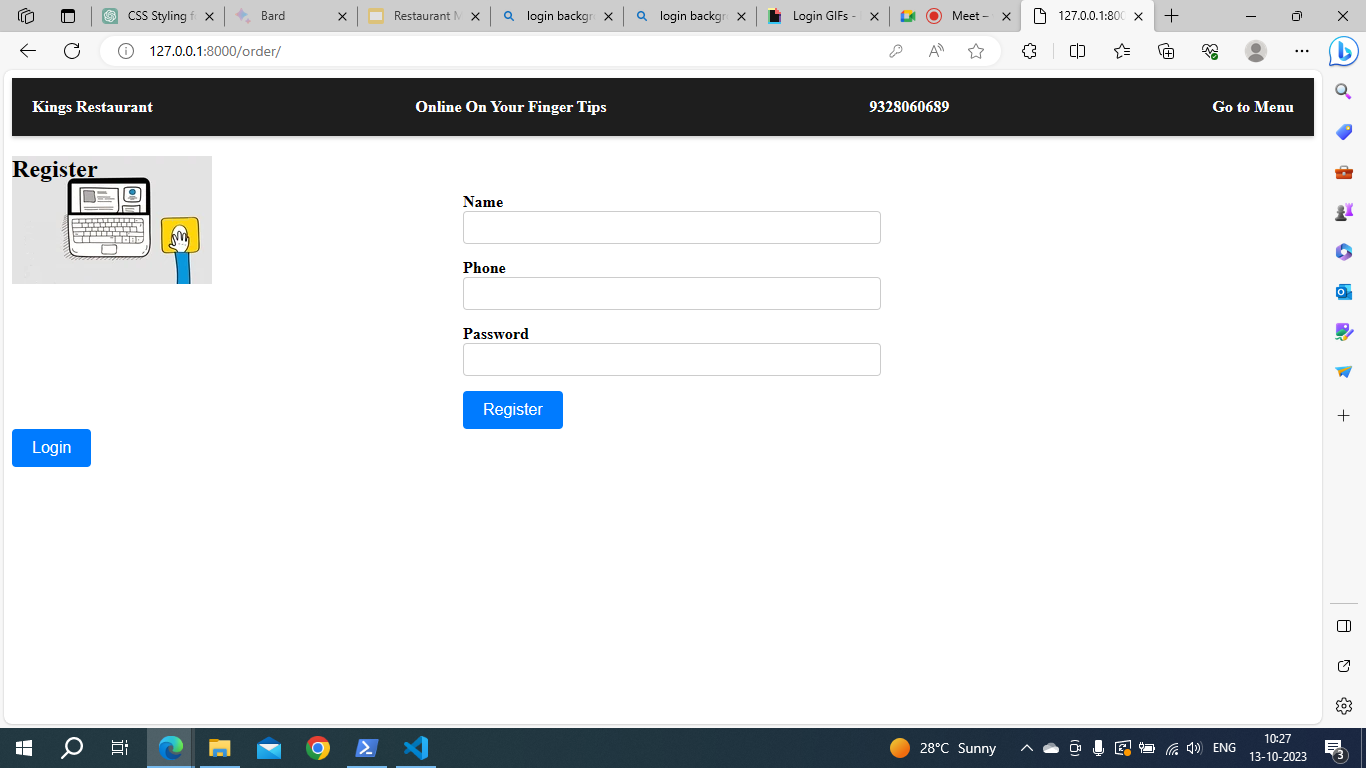 CSS Styling fa
Bard
Restaurant M
login backgr
login backgr
Login GIFs -
Meet –
127.0.0.1:800
127.0.0.1:8000/order/
Kings Restaurant
Online On Your Finger Tips
9328060689
Go to Menu
Register
Name
Phone
Password
Register
Login
28°C Sunny
ENG
10:27
13-10-2023
3